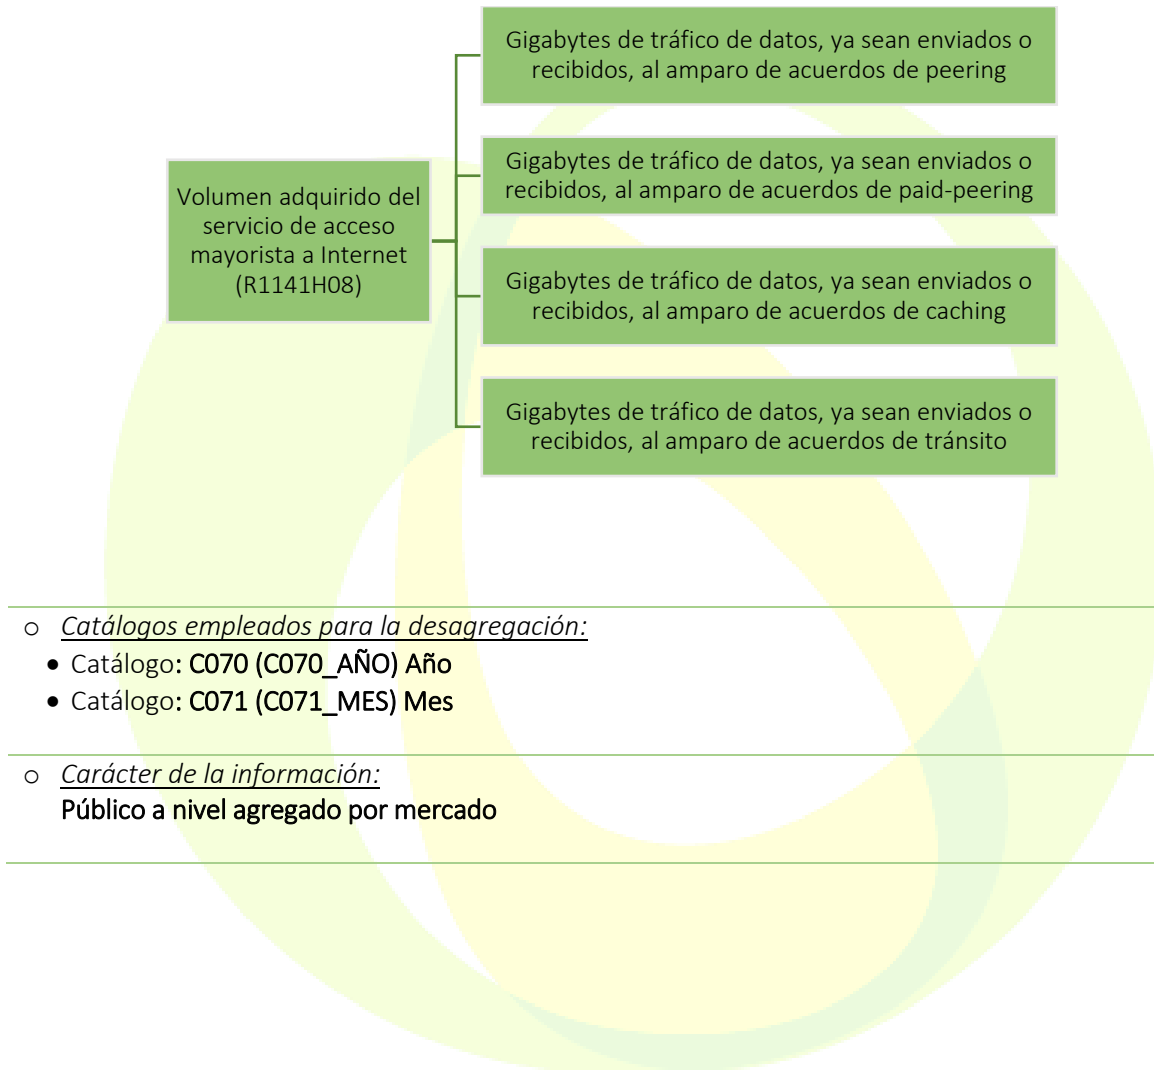 Gigabytes de tráfico de datos, ya sean enviados o
recibidos, al amparo de acuerdos de peering
Volumen adquirido del
servicio de acceso
mayorista a Internet
(R1141H08)
Gigabytes de tráfico de datos, ya sean enviados o
recibidos, al amparo de acuerdos de paid-peering
Gigabytes de tráfico de datos, ya sean enviados o
recibidos, al amparo de acuerdos de caching
Gigabytes de tráfico de datos, ya sean enviados o
recibidos, al amparo de acuerdos de tránsito
o Catálogos empleados para la desagregación:
• Catálogo: C070 (C070_AÑO) Año
• Catálogo: C071 (C071_MES) Mes
o Carácter de la información:
Público a nivel agregado por mercado